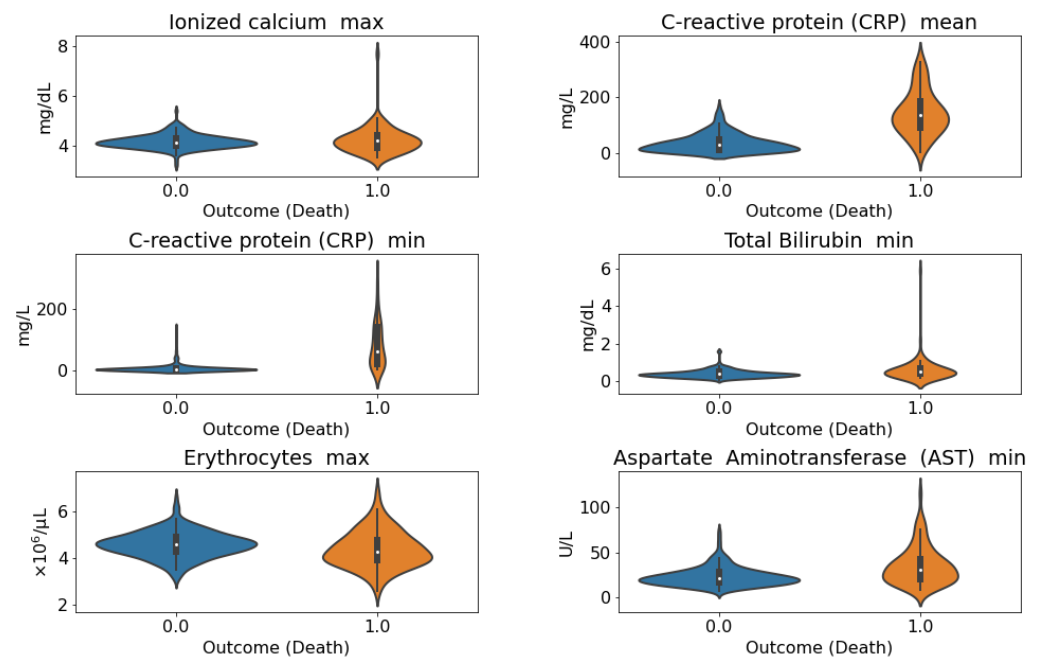 Ionized calcium  max
8
6
4
mg/dL
0.0
1.0
Outcome (Death)
C-reactive protein (CRP)  mean
400
200
0
mg/L
0.0
1.0
Outcome (Death)
C-reactive protein (CRP)  min
200
0
mg/L
0.0
1.0
Outcome (Death)
Total Bilirubin  min
6
4
2
0
mg/dL
0.0
1.0
Outcome (Death)
Erythrocytes  max
6
4
2
×10⁶/μL
0.0
1.0
Outcome (Death)
Aspartate  Aminotransferase  (AST)  min
100
50
0
U/L
0.0
1.0
Outcome (Death)